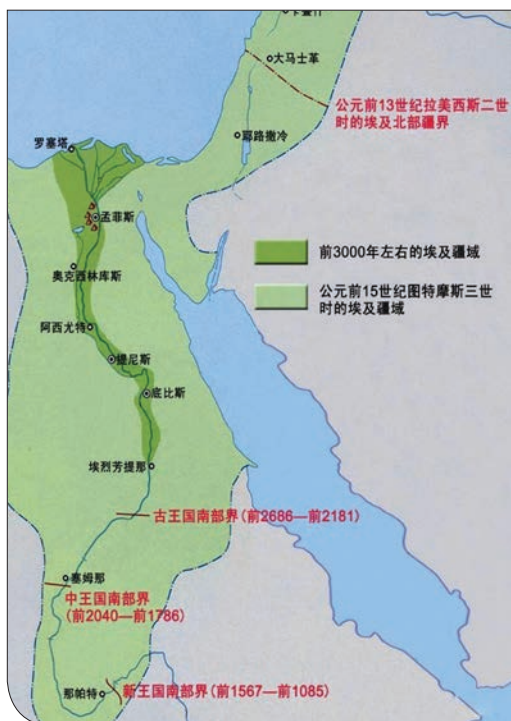 大马士革
公元前13世纪拉美西斯二世
时的埃及北部疆界
耶路撒冷
罗塞塔
孟菲斯
前3000年左右的埃及疆域
奥克西林库斯
公元前15世纪图特摩斯三世
时的埃及疆域
阿西尤特
提尼斯
底比斯
埃烈芳提那
古王国南部界(前2686—前2181)
塞姆那
中王国南部界
(前2040—前1786)
那帕特
新王国南部界(前1567—前1085)